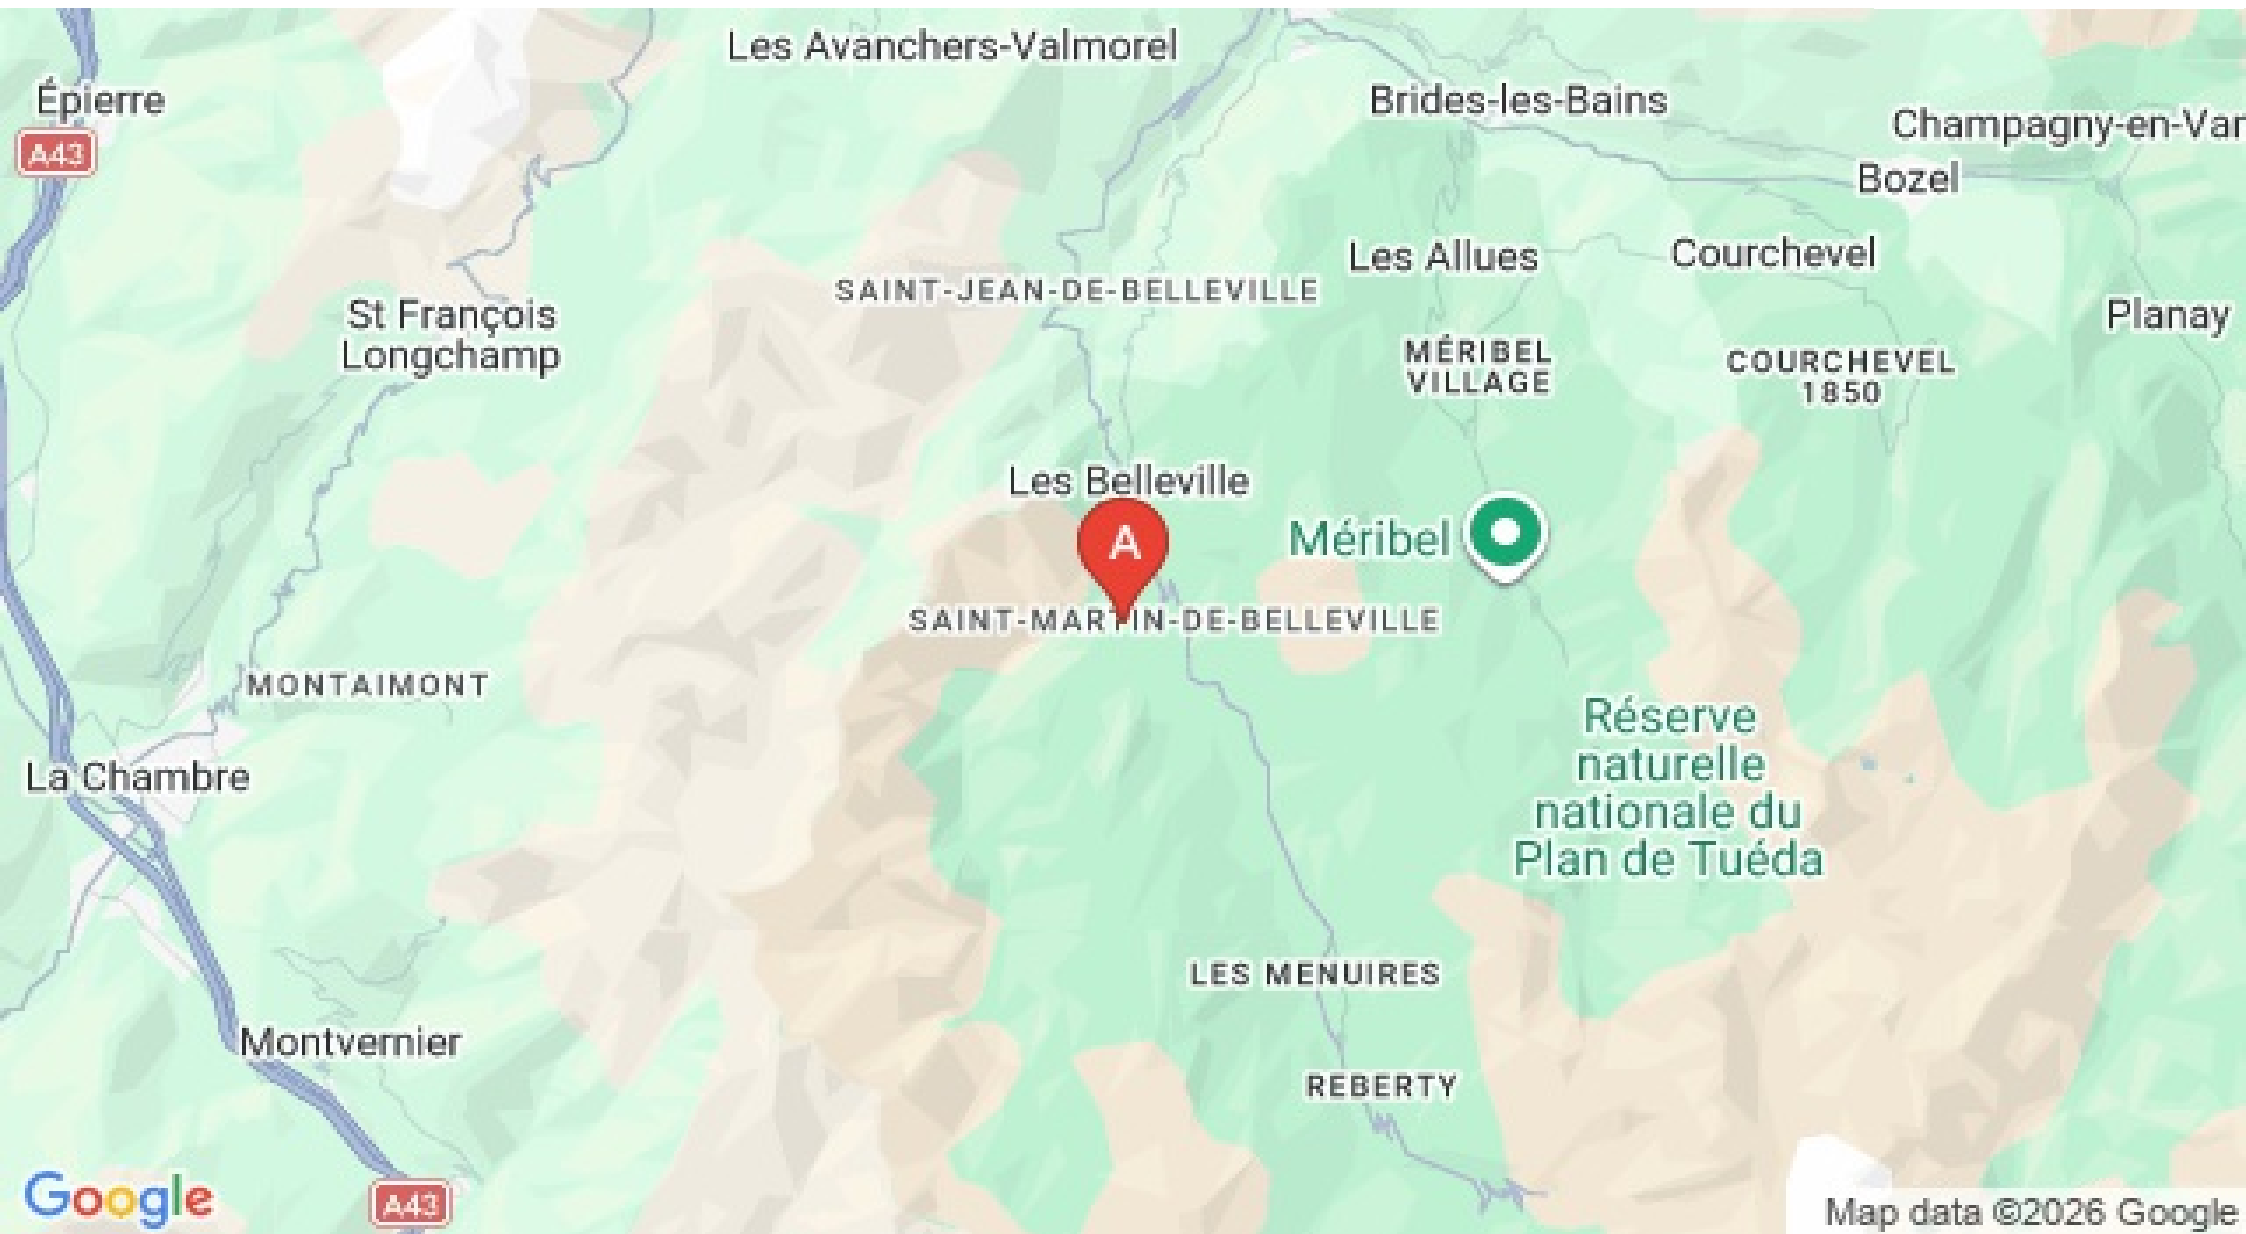 Les Avanchers-Valmorel
Épierre
A43
Brides-les-Bains
Champagny-en-Van
Bozel
Les Allues
Courchevel
SAINT-JEAN-DE-BELLEVILLE
St François
Longchamp
Planay
MÉRIBEL
VILLAGE
COURCHEVEL
1850
Les Belleville
A
Méribel
SAINT-MARTIN-DE-BELLEVILLE
MONTAIMONT
Réserve
naturelle
nationale du
Plan de Tuéda
La Chambre
LES MENUIRES
Montvernier
REBERTY
Google
A43
Map data ©2026 Google